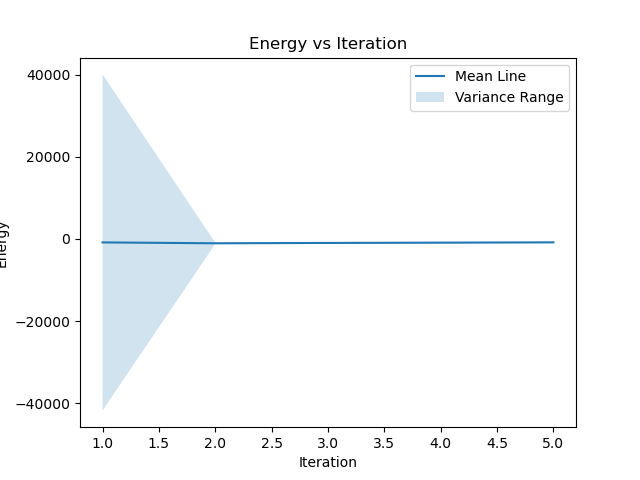 Energy vs Iteration
Mean Line
Variance Range
40000
20000
0
−20000
−40000
Energy
1.0 1.5 2.0 2.5 3.0 3.5 4.0 4.5 5.0
Iteration